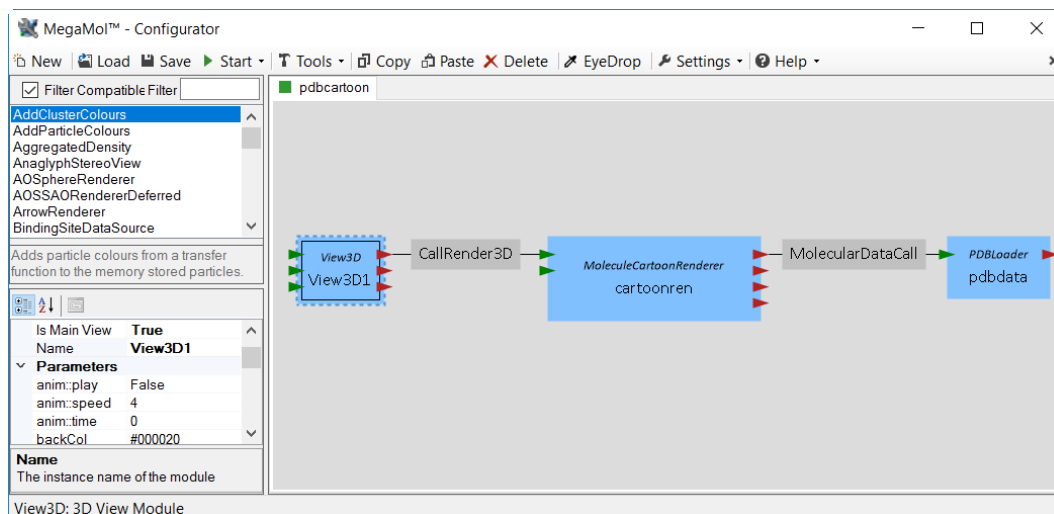 MegaMol™ - Configurator
New Load Save Start Tools Copy Paste Delete EyeDrop Settings Help
Filter Compatible Filter
pdbcartoon
AddClusterColours
AddParticleColours
AggregatedDensity
AnaglyphStereoView
AOSphereRenderer
AOSSAORendererDeferred
ArrowRenderer
BindingSiteDataSource
Adds particle colours from a transfer
function to the memory stored particles.
Is Main View True
Name View3D1
Parameters
anim::play False
anim::speed 4
anim::time 0
backCol #000020
Name
The instance name of the module
View3D: 3D View Module
View3D
View3D1
CallRender3D
MoleculeCartoonRenderer
cartoonren
MolecularDataCall
PDBLoader
pdbdata